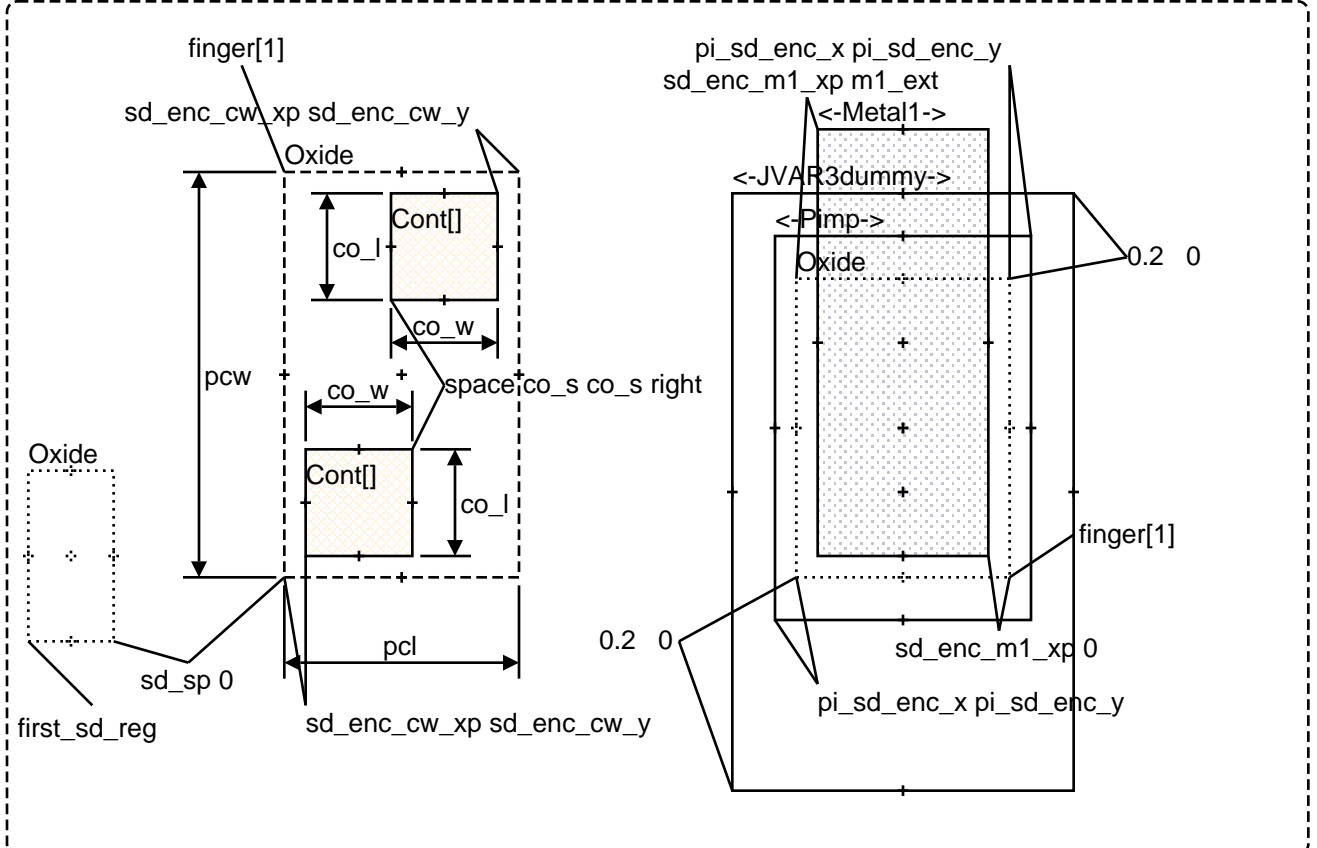 finger[1]
pi_sd_enc_x pi_sd_enc_y
sd_enc_m1_xp m1_ext
sd_enc_cw_xp sd_enc_cw_y
<-Metal1->
Oxide
<-JVAR3dummy->
Cont[]
<-Pimp->
co_l
Oxide
0.2 0
co_w
pcw
co_w
space co_s co_s right
Oxide
Cont[]
co_l
finger[1]
pcl
0.2 0
sd_enc_m1_xp 0
sd_sp 0
pi_sd_enc_x pi_sd_enc_y
first_sd_reg
sd_enc_cw_xp sd_enc_cw_y